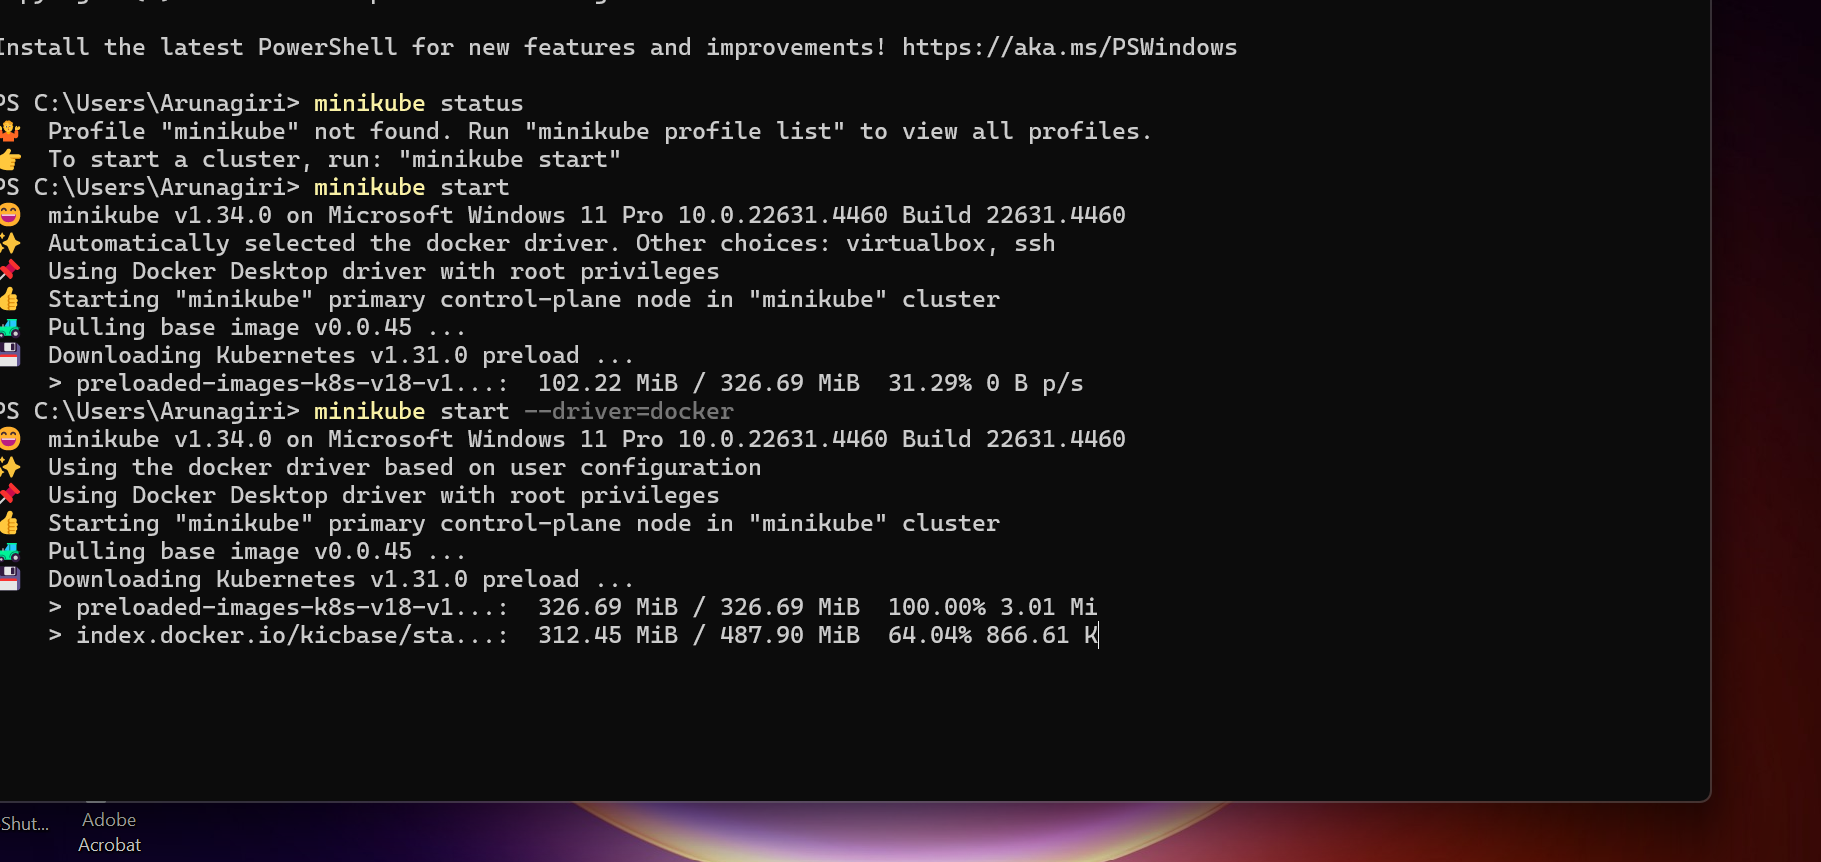 Install the latest PowerShell for new features and improvements! https://aka.ms/PSWindows
PS C:\Users\Arunagiri> minikube status
Profile "minikube" not found. Run "minikube profile list" to view all profiles.
To start a cluster, run: "minikube start"
PS C:\Users\Arunagiri> minikube start
minikube v1.34.0 on Microsoft Windows 11 Pro 10.0.22631.4460 Build 22631.4460
Automatically selected the docker driver. Other choices: virtualbox, ssh
Using Docker Desktop driver with root privileges
Starting "minikube" primary control-plane node in "minikube" cluster
Pulling base image v0.0.45 ...
Downloading Kubernetes v1.31.0 preload ...
> preloaded-images-k8s-v18-v1...:  102.22 MiB / 326.69 MiB  31.29% 0 B p/s
PS C:\Users\Arunagiri> minikube start --driver=docker
minikube v1.34.0 on Microsoft Windows 11 Pro 10.0.22631.4460 Build 22631.4460
Using the docker driver based on user configuration
Using Docker Desktop driver with root privileges
Starting "minikube" primary control-plane node in "minikube" cluster
Pulling base image v0.0.45 ...
Downloading Kubernetes v1.31.0 preload ...
> preloaded-images-k8s-v18-v1...:  326.69 MiB / 326.69 MiB  100.00% 3.01 Mi
> index.docker.io/kicbase/sta...:  312.45 MiB / 487.90 MiB  64.04% 866.61 K
Shut...
Adobe
Acrobat